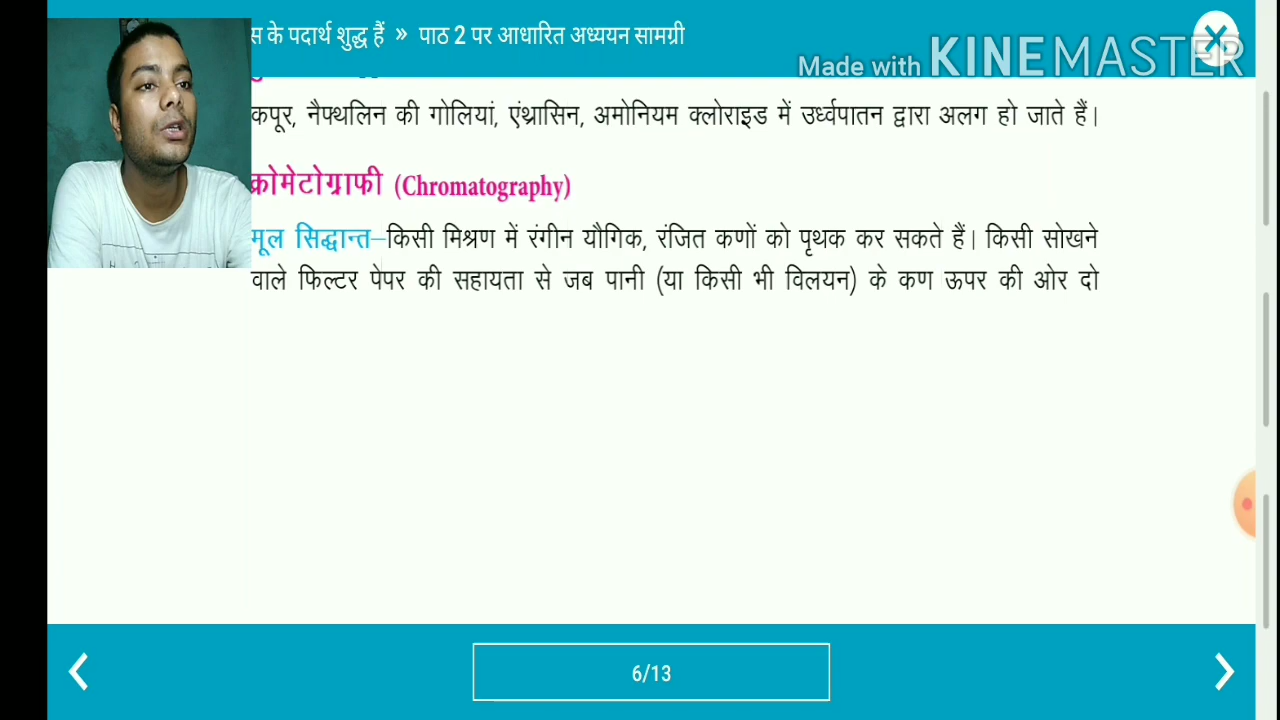 स के पदार्थ शुद्ध हैं » पाठ 2 पर आधारित अध्ययन सामग्री
Made with KINEMASTER
कपूर, नैफ्थलिन की गोलियां, एंथ्रासिन, अमोनियम क्लोराइड में उर्ध्वपातन द्वारा अलग हो जाते हैं।
क्रोमेटोग्राफी (Chromatography)
मूल सिद्धान्त–किसी मिश्रण में रंगीन यौगिक, रंजित कणों को पृथक कर सकते हैं। किसी सोखने
वाले फिल्टर पेपर की सहायता से जब पानी (या किसी भी विलयन) के कण ऊपर की ओर दो
6/13